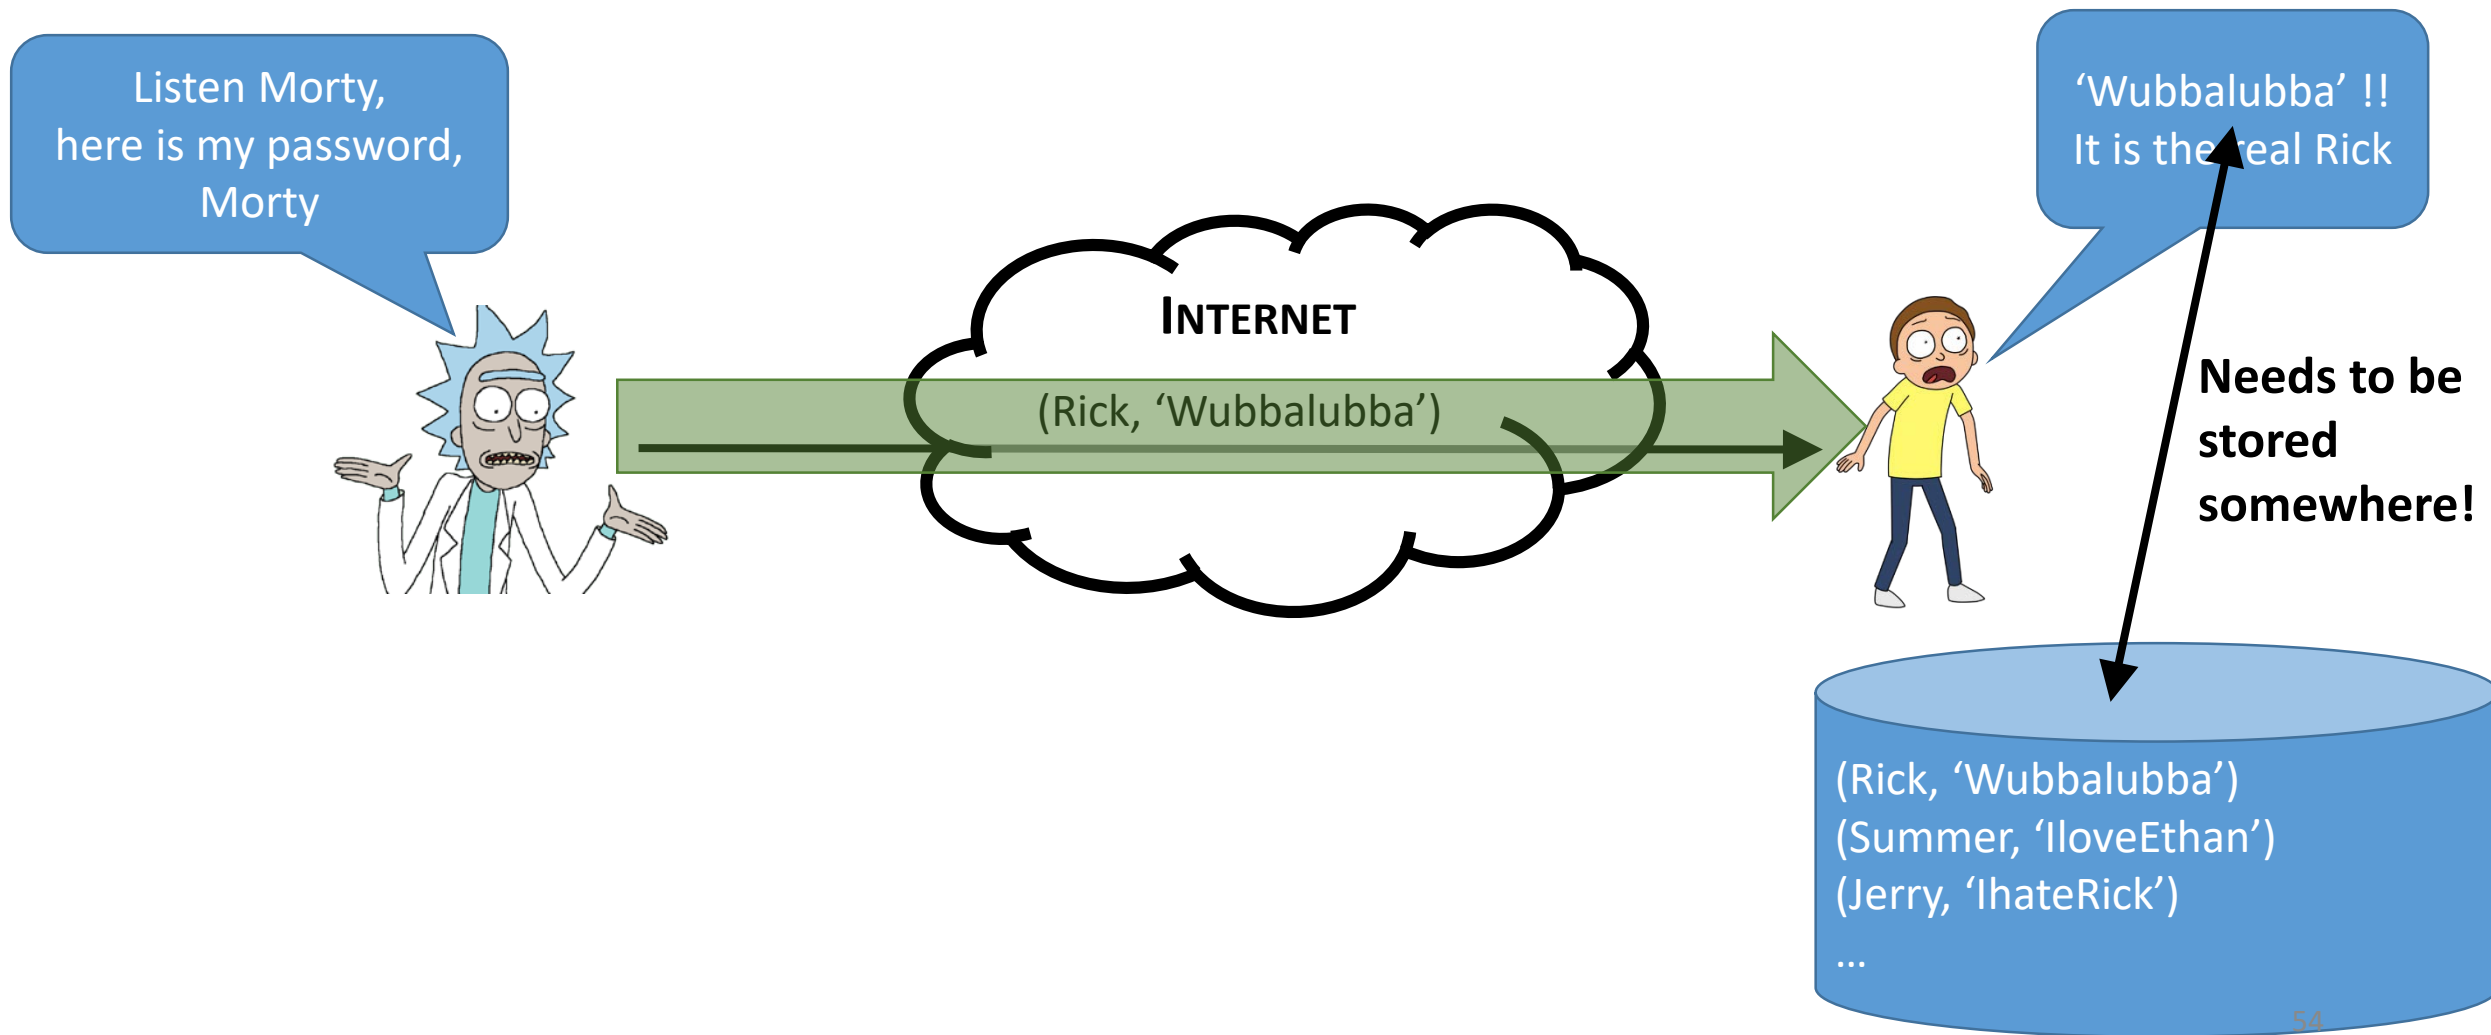 Listen Morty,
here is my password,
Morty
‘Wubbalubba’ !!
It is the real Rick
INTERNET
(Rick, ‘Wubbalubba’)
Needs to be
stored
somewhere!
(Rick, ‘Wubbalubba’)
(Summer, ‘IloveEthan’)
(Jerry, ‘IhateRick’)
...
54